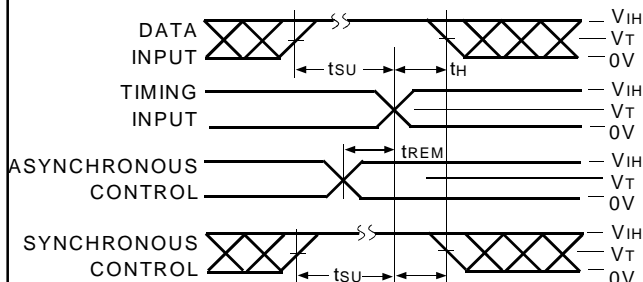 DATA INPUT
tSU
tH
VIH
VT
0V
TIMING INPUT
VIH
VT
0V
tREM
ASYNCHRONOUS CONTROL
VIH
VT
0V
SYNCHRONOUS CONTROL
tSU
VIH
VT
0V